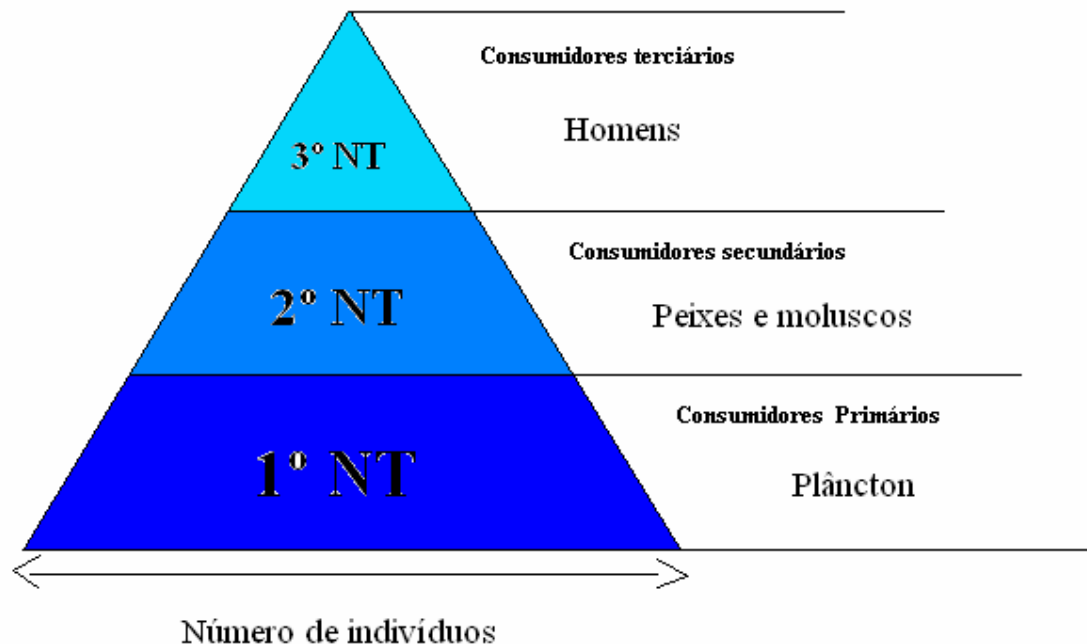 Consumidores terciários
Homens
3º NT
Consumidores secundários
2º NT
Peixes e moluscos
Consumidores Primários
1º NT
Plâncton
Número de indivíduos